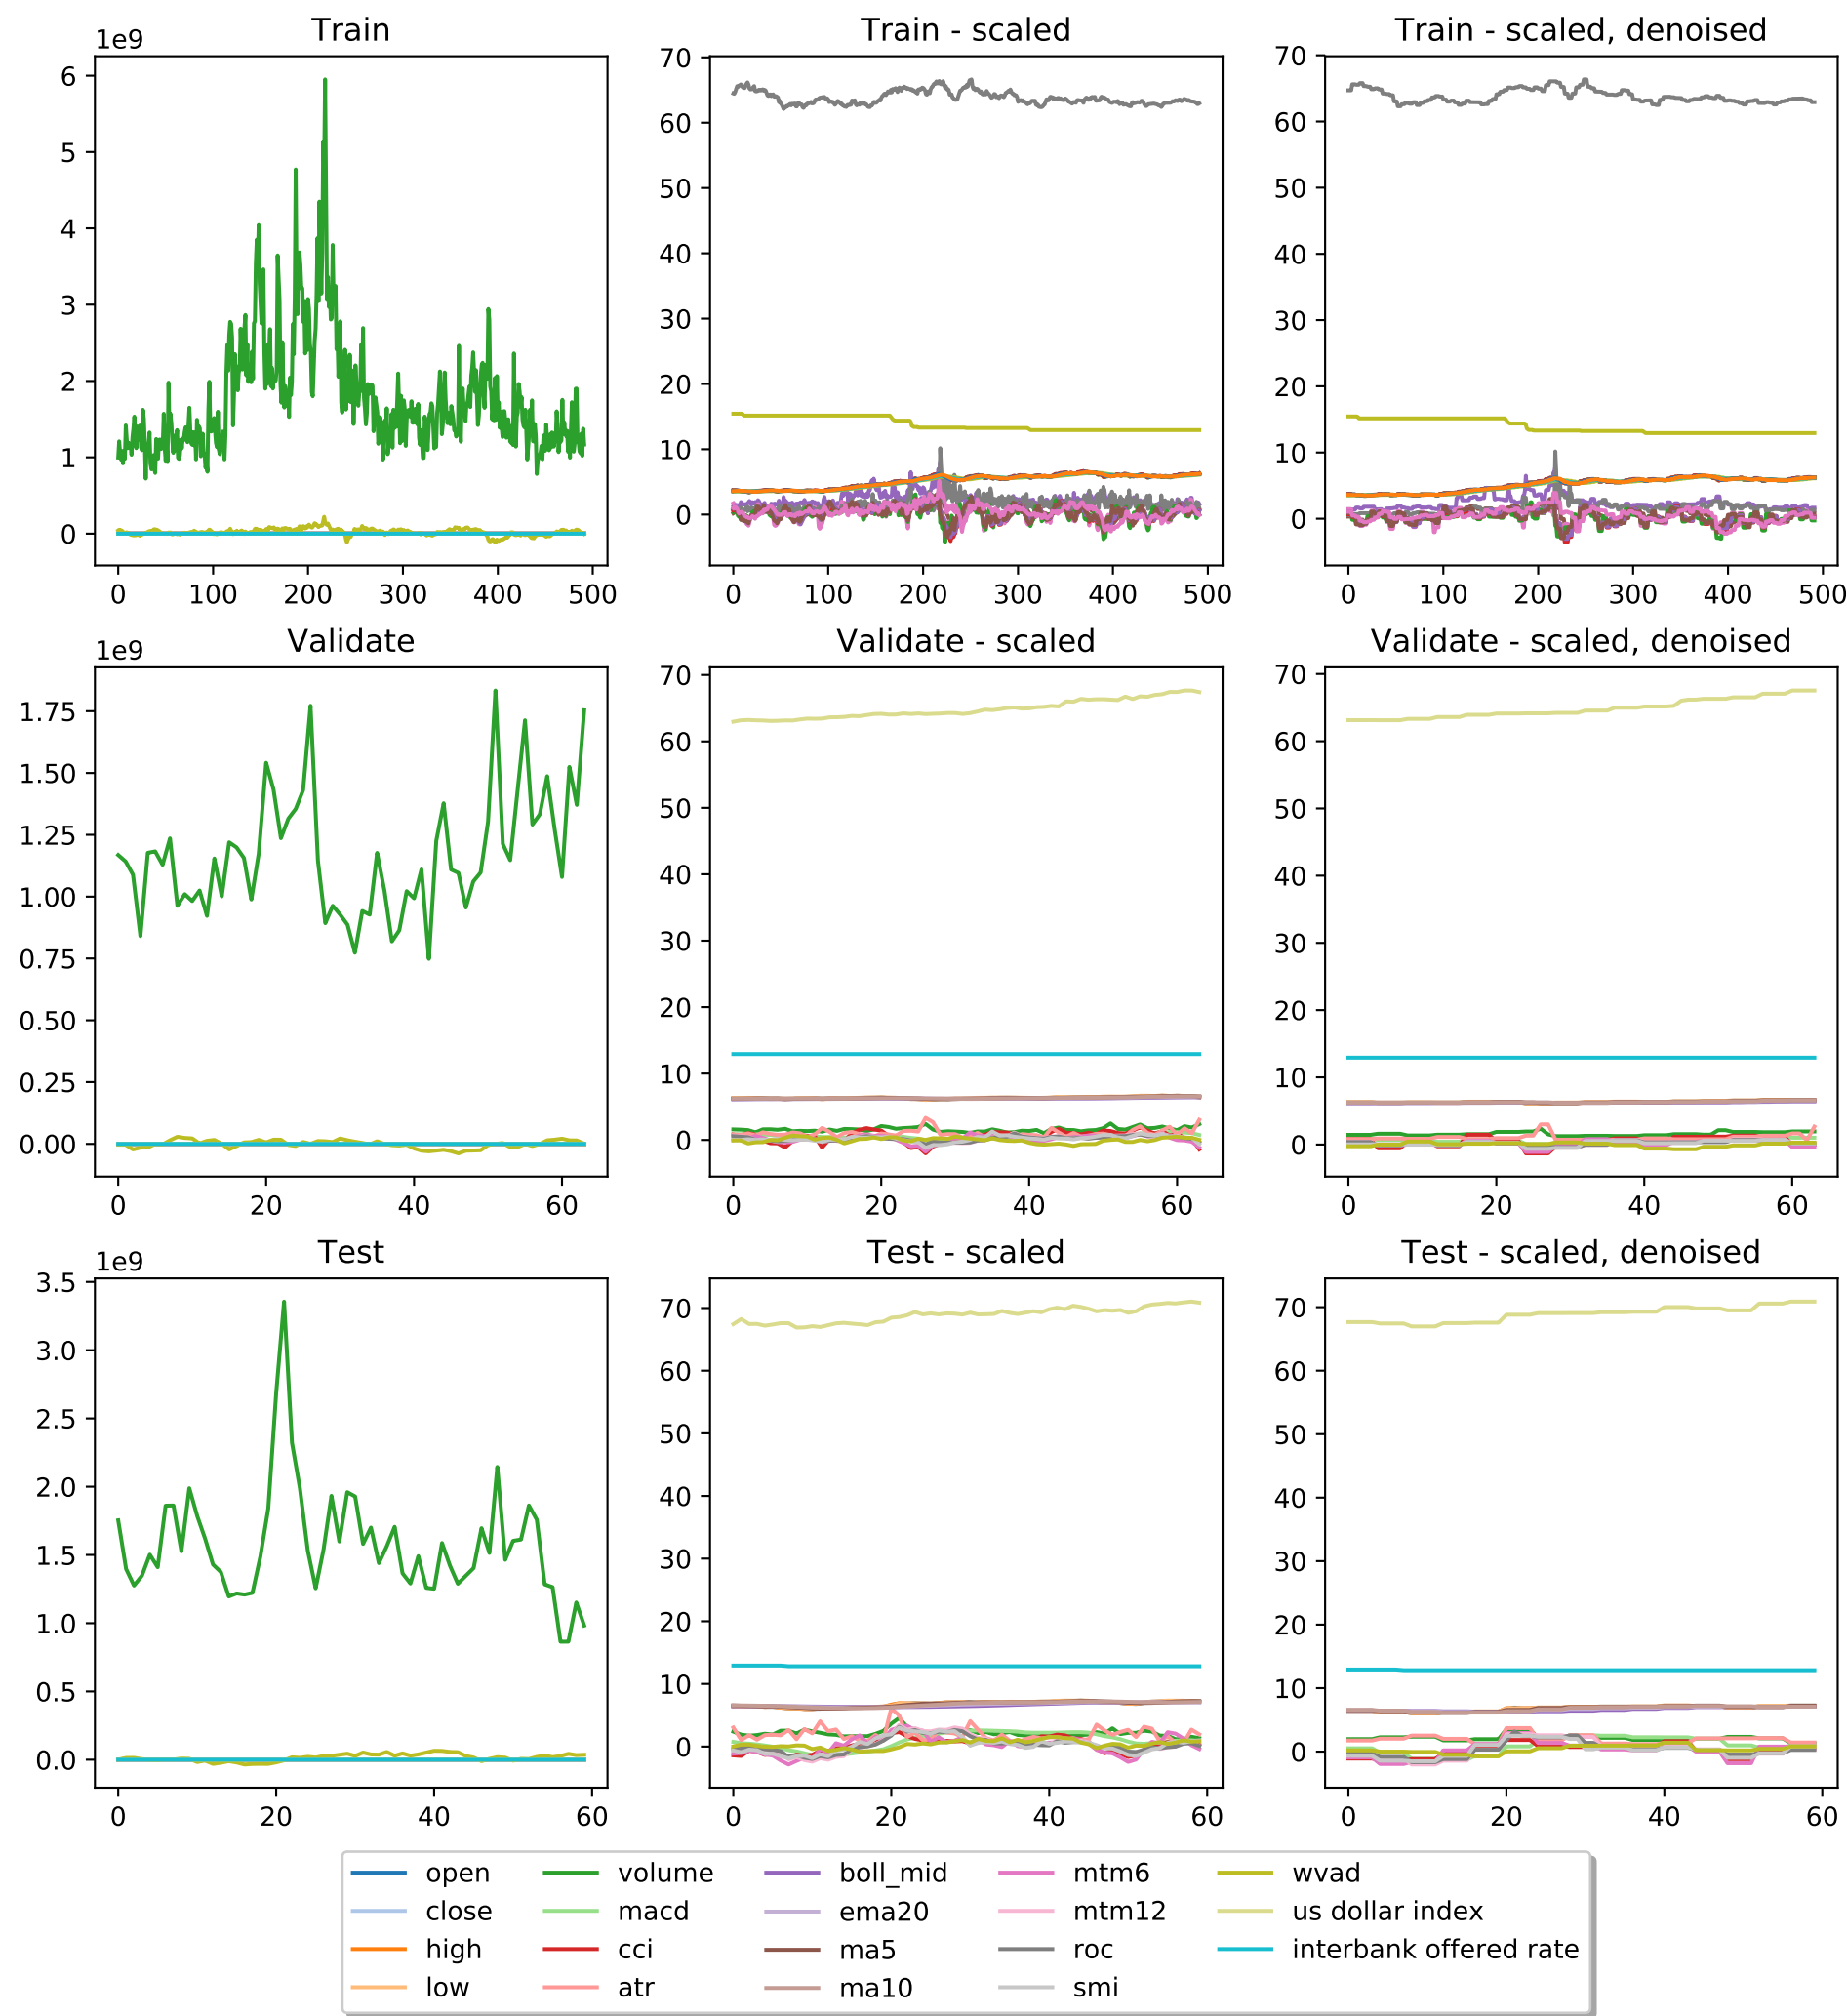 Train
1e9
6
5
4
3
2
1
0
0 100 200 300 400 500
Train - scaled
70
60
50
40
30
20
10
0
0 100 200 300 400 500
Train - scaled, denoised
70
60
50
40
30
20
10
0
0 100 200 300 400 500
Validate
1e9
1.75
1.50
1.25
1.00
0.75
0.50
0.25
0.00
0 20 40 60
Validate - scaled
70
60
50
40
30
20
10
0
0 20 40 60
Validate - scaled, denoised
70
60
50
40
30
20
10
0
0 20 40 60
Test
1e9
3.5
3.0
2.5
2.0
1.5
1.0
0.5
0.0
0 20 40 60
Test - scaled
70
60
50
40
30
20
10
0
0 20 40 60
Test - scaled, denoised
70
60
50
40
30
20
10
0
0 20 40 60
open
close
high
low
volume
macd
cci
atr
boll_mid
ema20
ma5
ma10
mtm6
mtm12
roc
smi
wvad
us dollar index
interbank offered rate